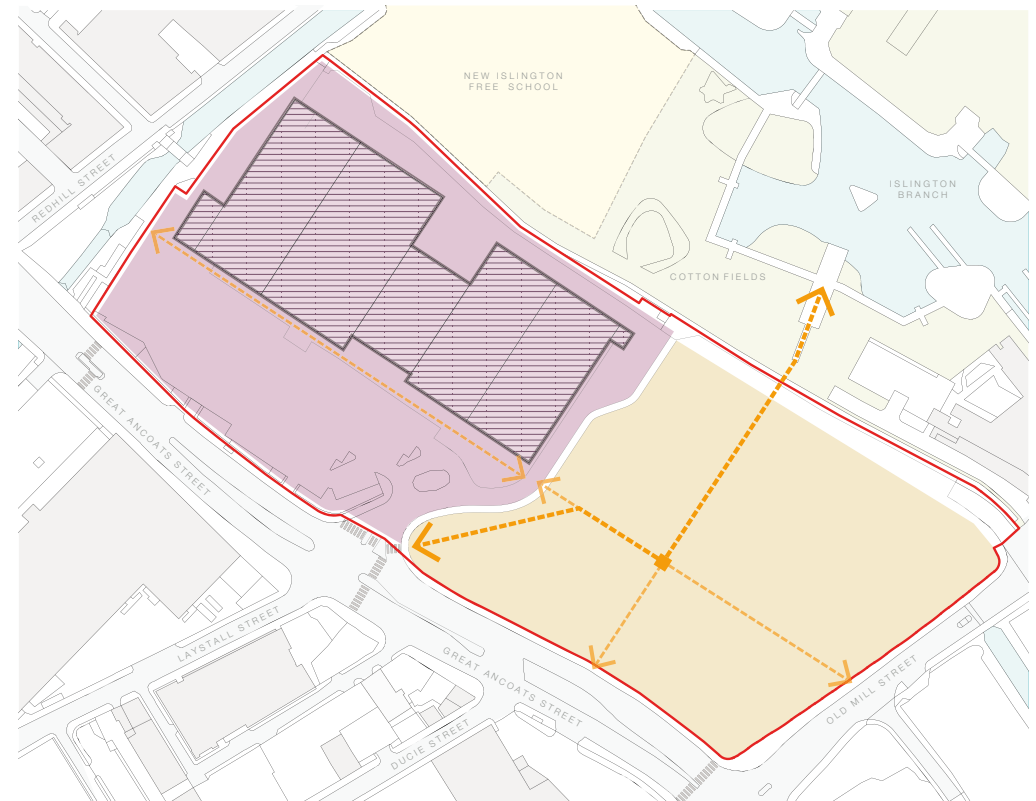 NEW ISLINGTON
FREE SCHOOL
REDHILL STREET
ISLINGTON
BRANCH
COTTON FIELDS
GREAT ANCOATS STREET
LAYSTALL STREET
GREAT ANCOATS STREET
OLD MILL STREET
DUCIE STREET